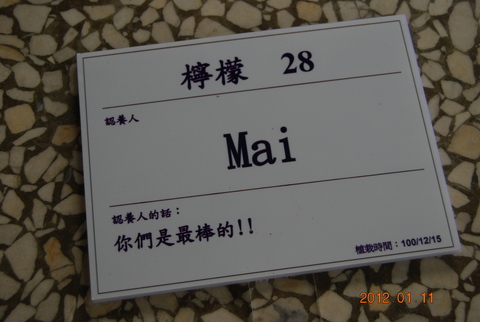 檸檬 28
認養人
Mai
認養人的話：
你們是最棒的!!
植栽時間：100/12/15
2012 01 11